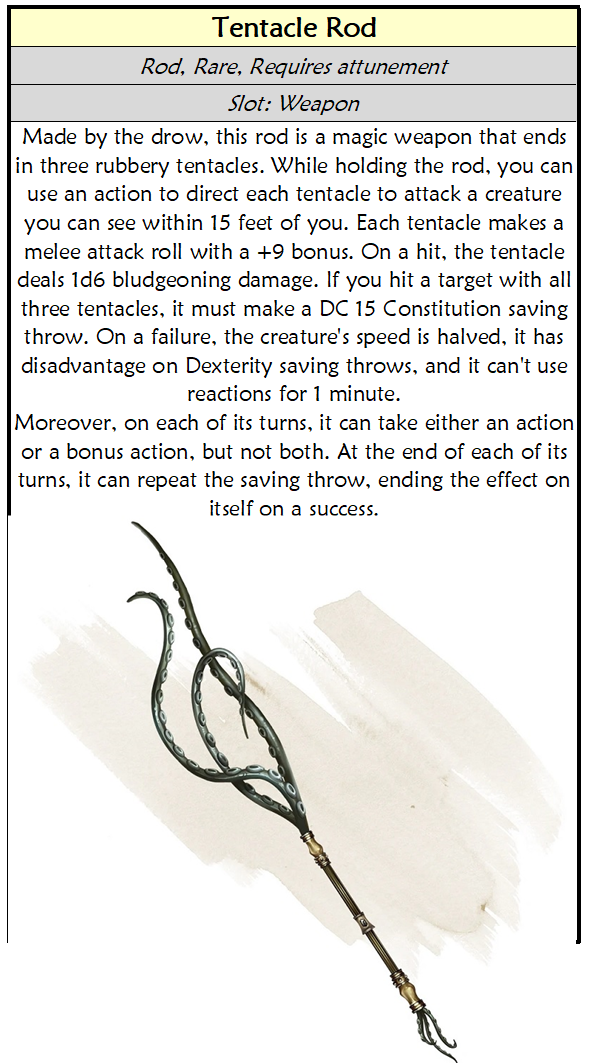 Tentacle Rod
Rod, Rare, Requires attunement
Slot: Weapon
Made by the drow, this rod is a magic weapon that ends
in three rubbery tentacles. While holding the rod, you can
use an action to direct each tentacle to attack a creature
you can see within 15 feet of you. Each tentacle makes a
melee attack roll with a +9 bonus. On a hit, the tentacle
deals 1d6 bludgeoning damage. If you hit a target with all
three tentacles, it must make a DC 15 Constitution saving
throw. On a failure, the creature's speed is halved, it has
disadvantage on Dexterity saving throws, and it can't use
reactions for 1 minute.
Moreover, on each of its turns, it can take either an action
or a bonus action, but not both. At the end of each of its
turns, it can repeat the saving throw, ending the effect on
itself on a success.